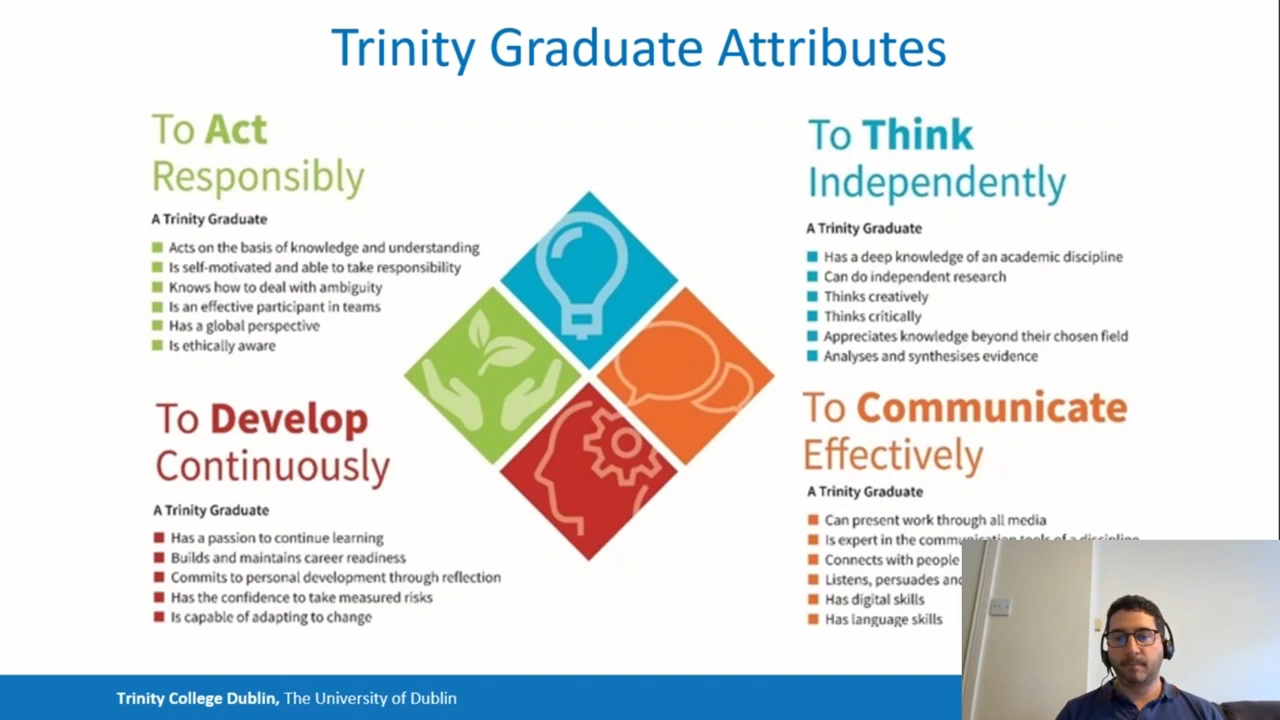 Trinity Graduate Attributes
To Act
Responsibly
A Trinity Graduate
Acts on the basis of knowledge and understanding
Is self-motivated and able to take responsibility
Knows how to deal with ambiguity
Is an effective participant in teams
Has a global perspective
Is ethically aware
To Think
Independently
A Trinity Graduate
Has a deep knowledge of an academic discipline
Can do independent research
Thinks creatively
Thinks critically
Appreciates knowledge beyond their chosen field
Analyses and synthesises evidence
To Develop
Continuously
A Trinity Graduate
Has a passion to continue learning
Builds and maintains career readiness
Commits to personal development through reflection
Has the confidence to take measured risks
Is capable of adapting to change
To Communicate
Effectively
A Trinity Graduate
Can present work through all media
Is expert in the communication tools of a discipline
Connects with people
Listens, persuades and
Has digital skills
Has language skills
Trinity College Dublin, The University of Dublin